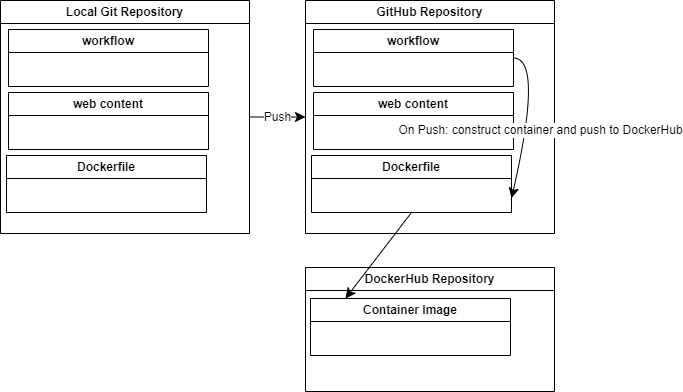 Local Git Repository
workflow
web content
Dockerfile
Push
GitHub Repository
workflow
web content
On Push: construct container and push to DockerHub
Dockerfile
DockerHub Repository
Container Image